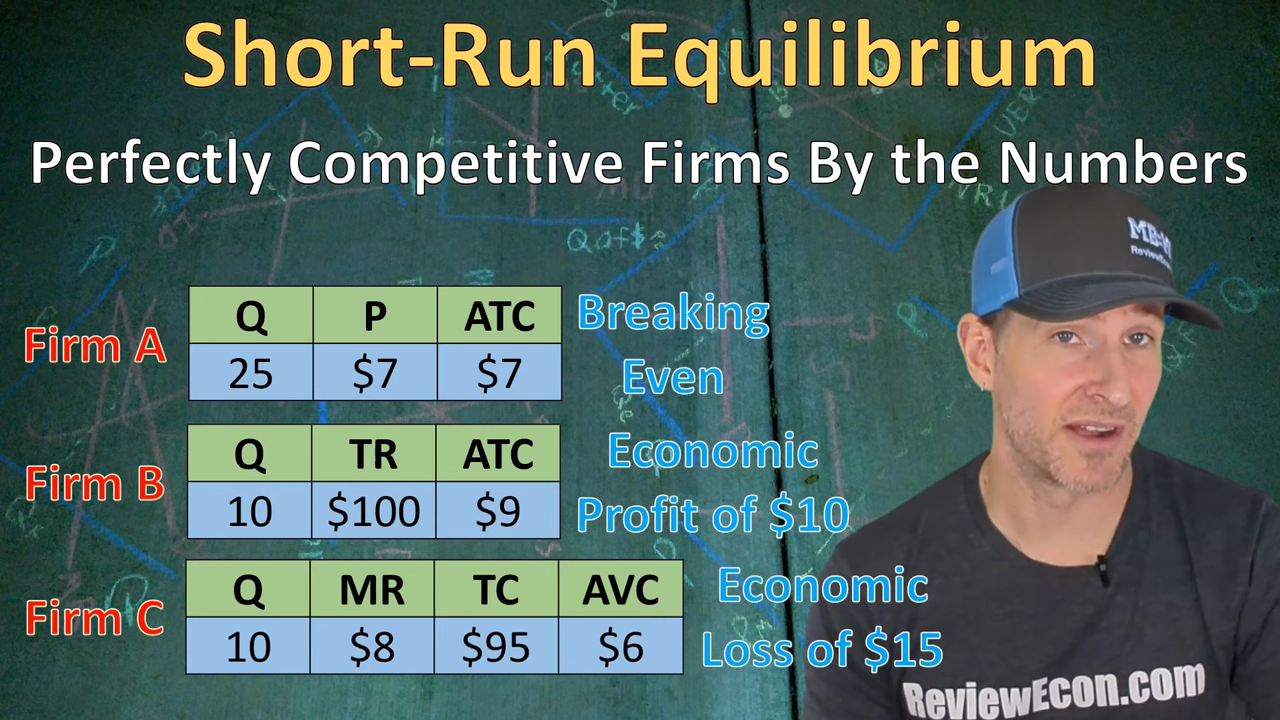 Short-Run Equilibrium
Perfectly Competitive Firms By the Numbers
Firm A
Q P ATC
25 $7 $7
Breaking
Even
Firm B
Q TR ATC
10 $100 $9
Economic
Profit of $10
Firm C
Q MR TC AVC
10 $8 $95 $6
Economic
Loss of $15
ReviewEcon.com